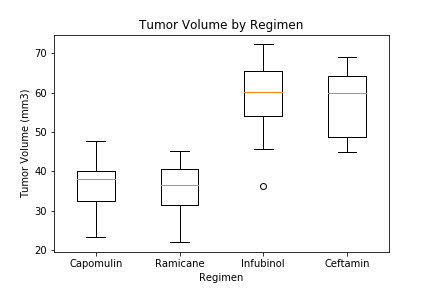 Tumor Volume by Regimen
Tumor Volume (mm3)
70
60
50
40
30
20
Capomulin Ramicane Infubinol Ceftamin
Regimen